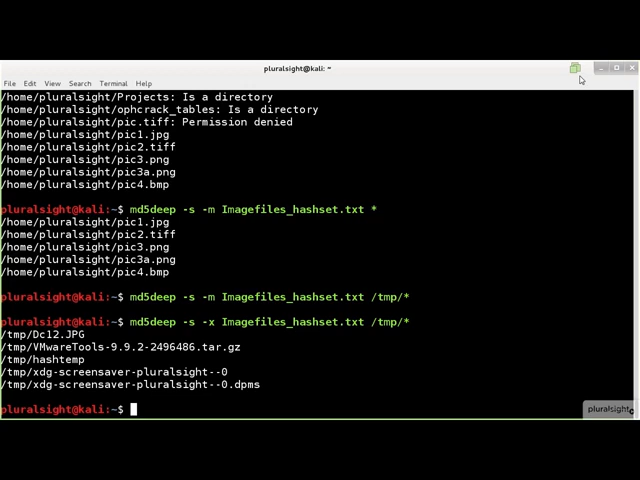 pluralsight@kali: ~
File Edit View Search Terminal Help
/home/pluralsight/Projects: Is a directory
/home/pluralsight/ophcrack_tables: Is a directory
/home/pluralsight/pic.tiff: Permission denied
/home/pluralsight/pic1.jpg
/home/pluralsight/pic2.tiff
/home/pluralsight/pic3.png
/home/pluralsight/pic3a.png
/home/pluralsight/pic4.bmp
pluralsight@kali:~$ md5deep -s -m Imagefiles_hashset.txt *
/home/pluralsight/pic1.jpg
/home/pluralsight/pic2.tiff
/home/pluralsight/pic3.png
/home/pluralsight/pic3a.png
/home/pluralsight/pic4.bmp
pluralsight@kali:~$ md5deep -s -m Imagefiles_hashset.txt /tmp/*
pluralsight@kali:~$ md5deep -s -x Imagefiles_hashset.txt /tmp/*
/tmp/Dc12.JPG
/tmp/VMwareTools-9.9.2-2496486.tar.gz
/tmp/hashtemp
/tmp/xdg-screensaver-pluralsight--0
/tmp/xdg-screensaver-pluralsight--0.dpms
pluralsight@kali:~$
pluralsight